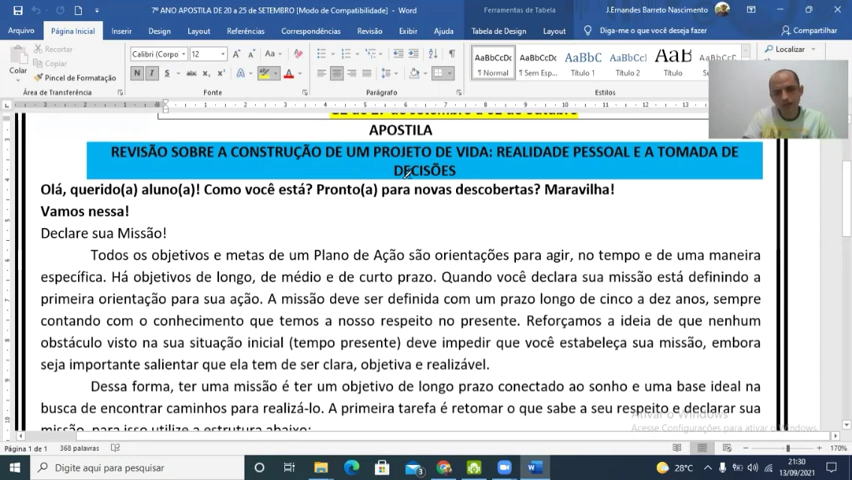 7º ANO APOSTILA DE 20 a 25 de SETEMBRO [Modo de Compatibilidade] - Word
Ferramentas de Tabela
J.Ernandes Barreto Nascimento
Arquivo Página Inicial Inserir Design Layout Referências Correspondências Revisão Exibir Ajuda Tabela de Design Layout Diga-me o que você deseja fazer Compartilhar
Colar
Recortar
Copiar
Pincel de Formatação
Área de Transferência
Calibri (Corpo) 12
N I S
Fonte
Parágrafo
AaBbCcDc AaBbCcDc AaBbC AaBbCc AaB AaBbCcC
¶ Normal ¶ Sem Esp... Título 1 Título 2 Título
Estilos
Localizar
APOSTILA
REVISÃO SOBRE A CONSTRUÇÃO DE UM PROJETO DE VIDA: REALIDADE PESSOAL E A TOMADA DE
DECISÕES
Olá, querido(a) aluno(a)! Como você está? Pronto(a) para novas descobertas? Maravilha!
Vamos nessa!
Declare sua Missão!
Todos os objetivos e metas de um Plano de Ação são orientações para agir, no tempo e de uma maneira
específica. Há objetivos de longo, de médio e de curto prazo. Quando você declara sua missão está definindo a
primeira orientação para sua ação. A missão deve ser definida com um prazo longo de cinco a dez anos, sempre
contando com o conhecimento que temos a nosso respeito no presente. Reforçamos a ideia de que nenhum
obstáculo visto na sua situação inicial (tempo presente) deve impedir que você estabeleça sua missão, embora
seja importante salientar que ela tem de ser clara, objetiva e realizável.
Dessa forma, ter uma missão é ter um objetivo de longo prazo conectado ao sonho e uma base ideal na
busca de encontrar caminhos para realizá-lo. A primeira tarefa é retomar o que sabe a seu respeito e declarar sua
missão, para isso utilize a estrutura abaixo:
Ativar o Windows
Acesse Configurações para ativar o Windows.
Página 1 de 1 368 palavras 170%
Digite aqui para pesquisar
28°C
21:30
13/09/2021